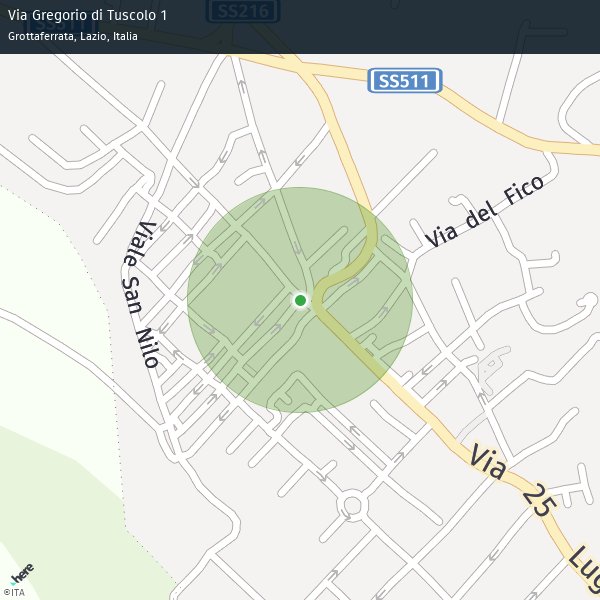 Via Gregorio di Tuscolo 1
Grottaferrata, Lazio, Italia
SS511
SS216
SS511
Via del Fico
Viale San Nilo
Via 25 Lug
here
©ITA